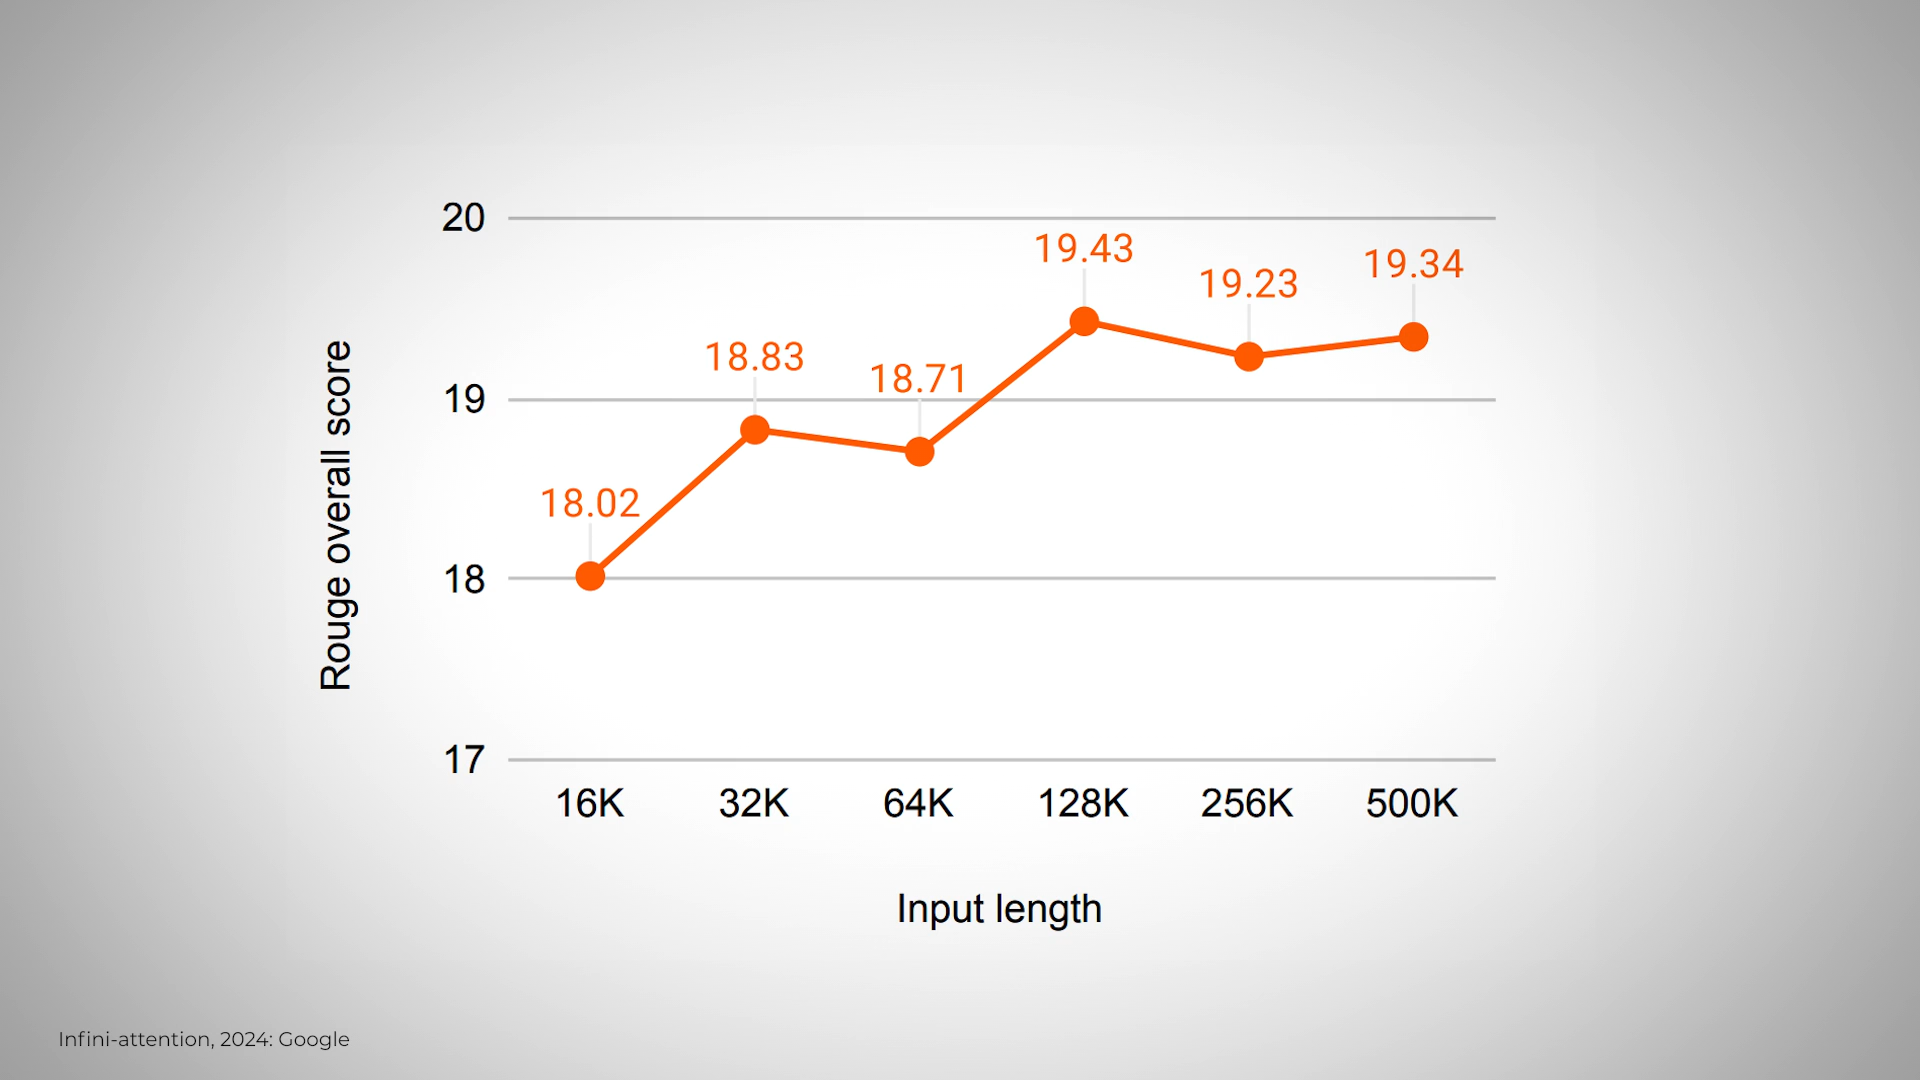 20
19.43
19.34
19.23
18.83
18.71
19
18.02
18
17
Rouge overall score
16K 32K 64K 128K 256K 500K
Input length
Infini-attention, 2024: Google